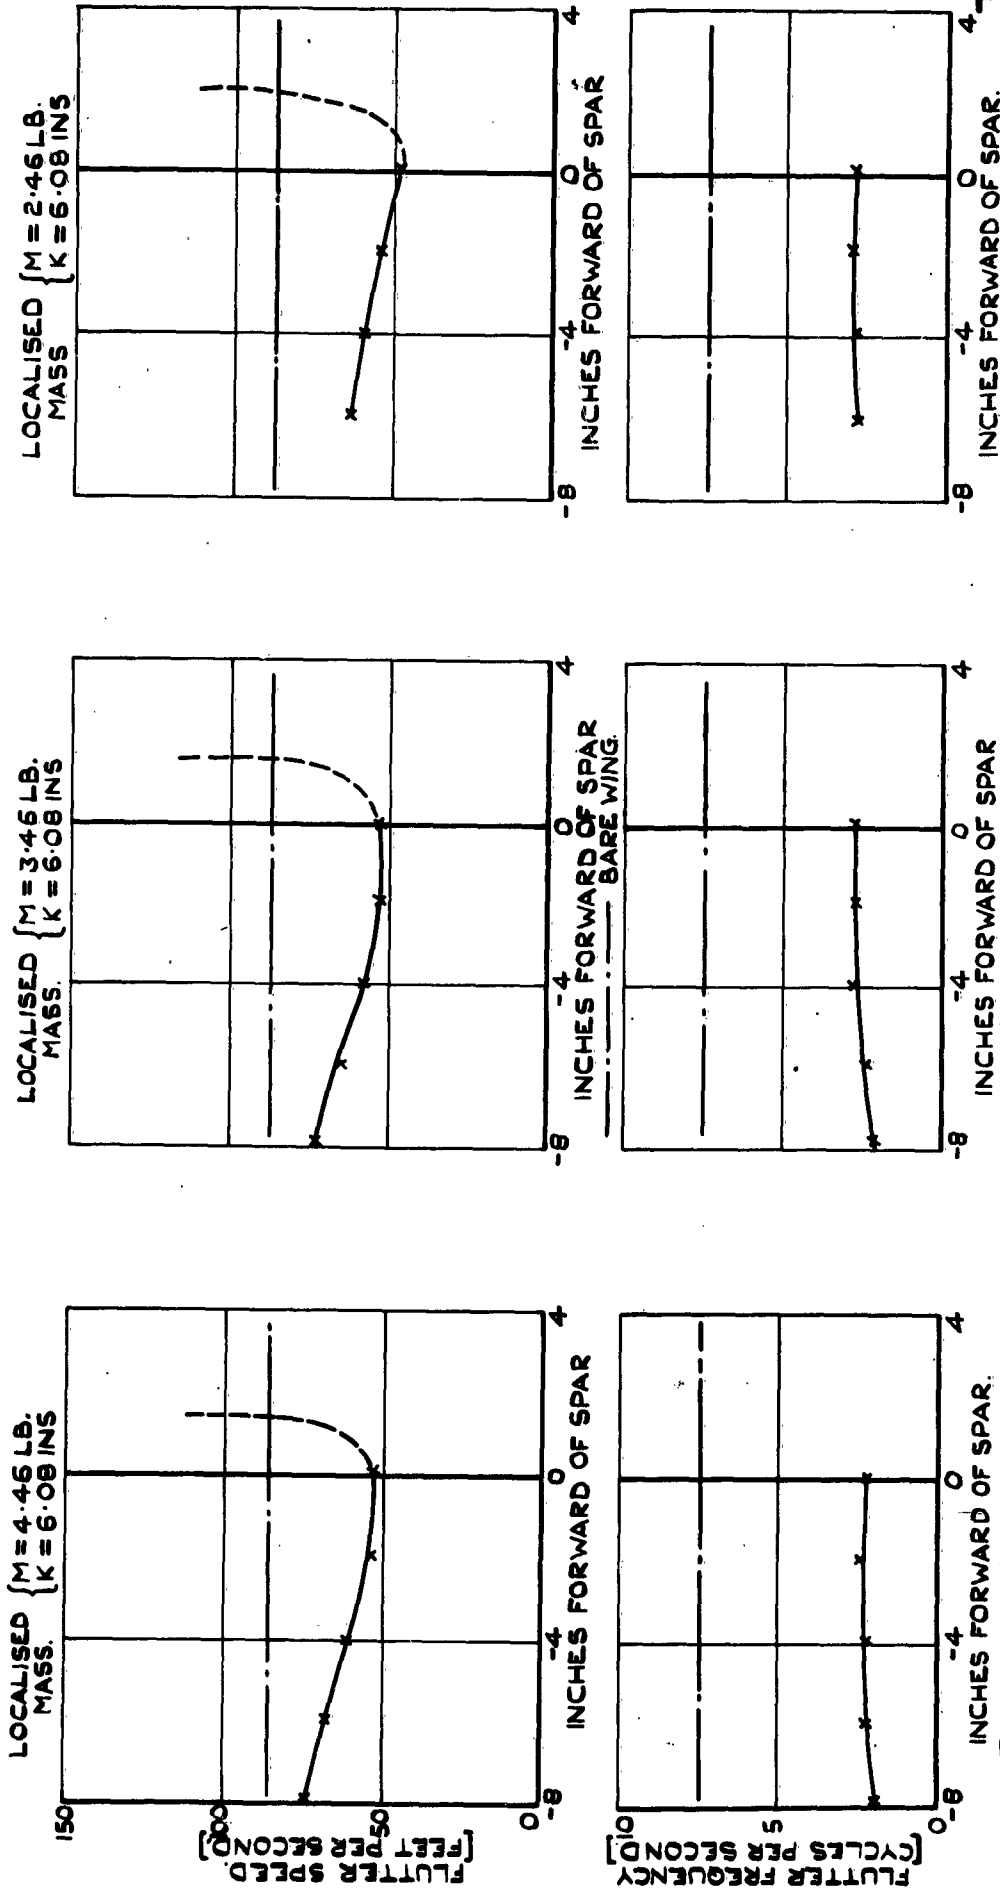 LOCALISED {M = 4·46 LB.
MASS. {K = 6·08 INS
150
100
50
0
FLUTTER SPEED.
[FEET PER SECOND.]
-8
-4
0
4
INCHES FORWARD OF SPAR
LOCALISED {M = 3·46 LB.
MASS. {K = 6·08 INS
-8
-4
0
4
INCHES FORWARD OF SPAR
BARE WING.
LOCALISED {M = 2·46 LB.
MASS {K = 6·08 INS
-8
-4
0
4
INCHES FORWARD OF SPAR
10
5
0
FLUTTER FREQUENCY
[CYCLES PER SECOND.]
-8
-4
0
4
INCHES FORWARD OF SPAR.
-8
-4
0
4
INCHES FORWARD OF SPAR
-8
-4
0
4
INCHES FORWARD OF SPAR.